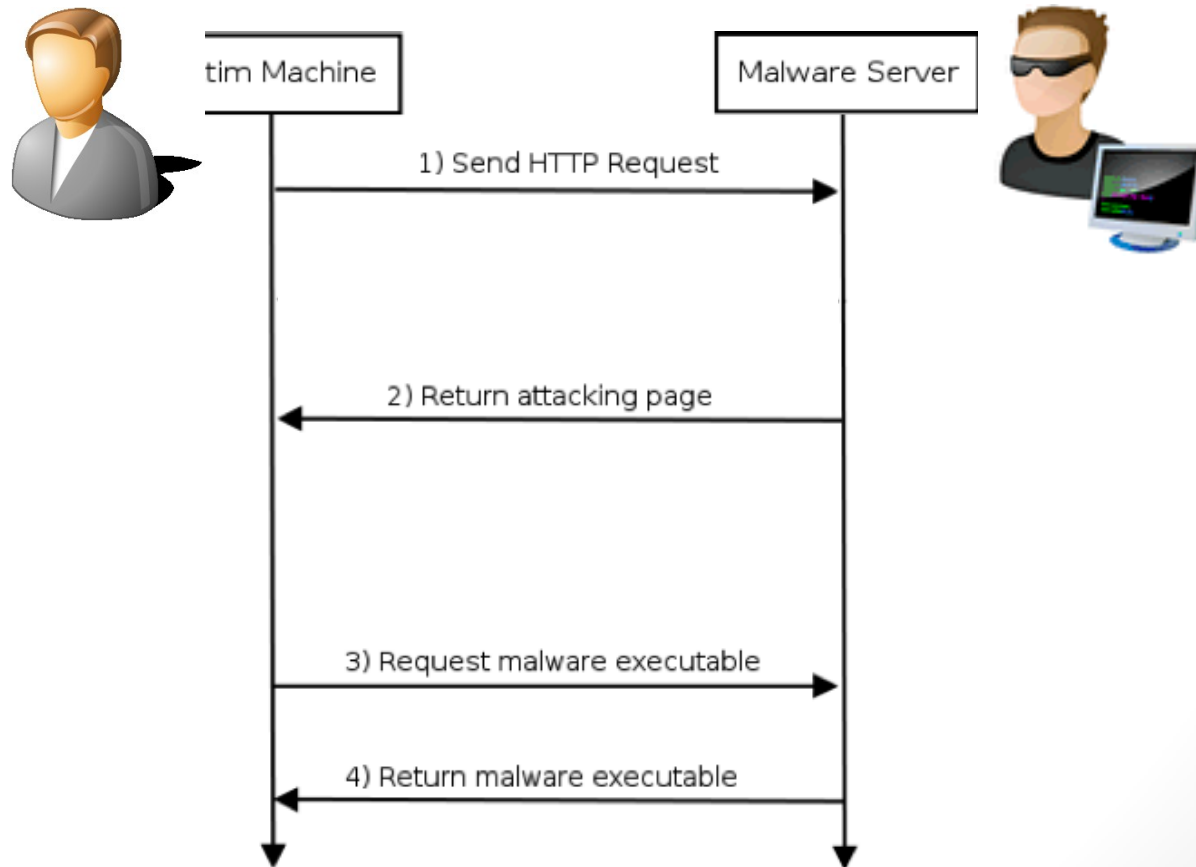 tim Machine
Malware Server
1) Send HTTP Request
2) Return attacking page
3) Request malware executable
4) Return malware executable